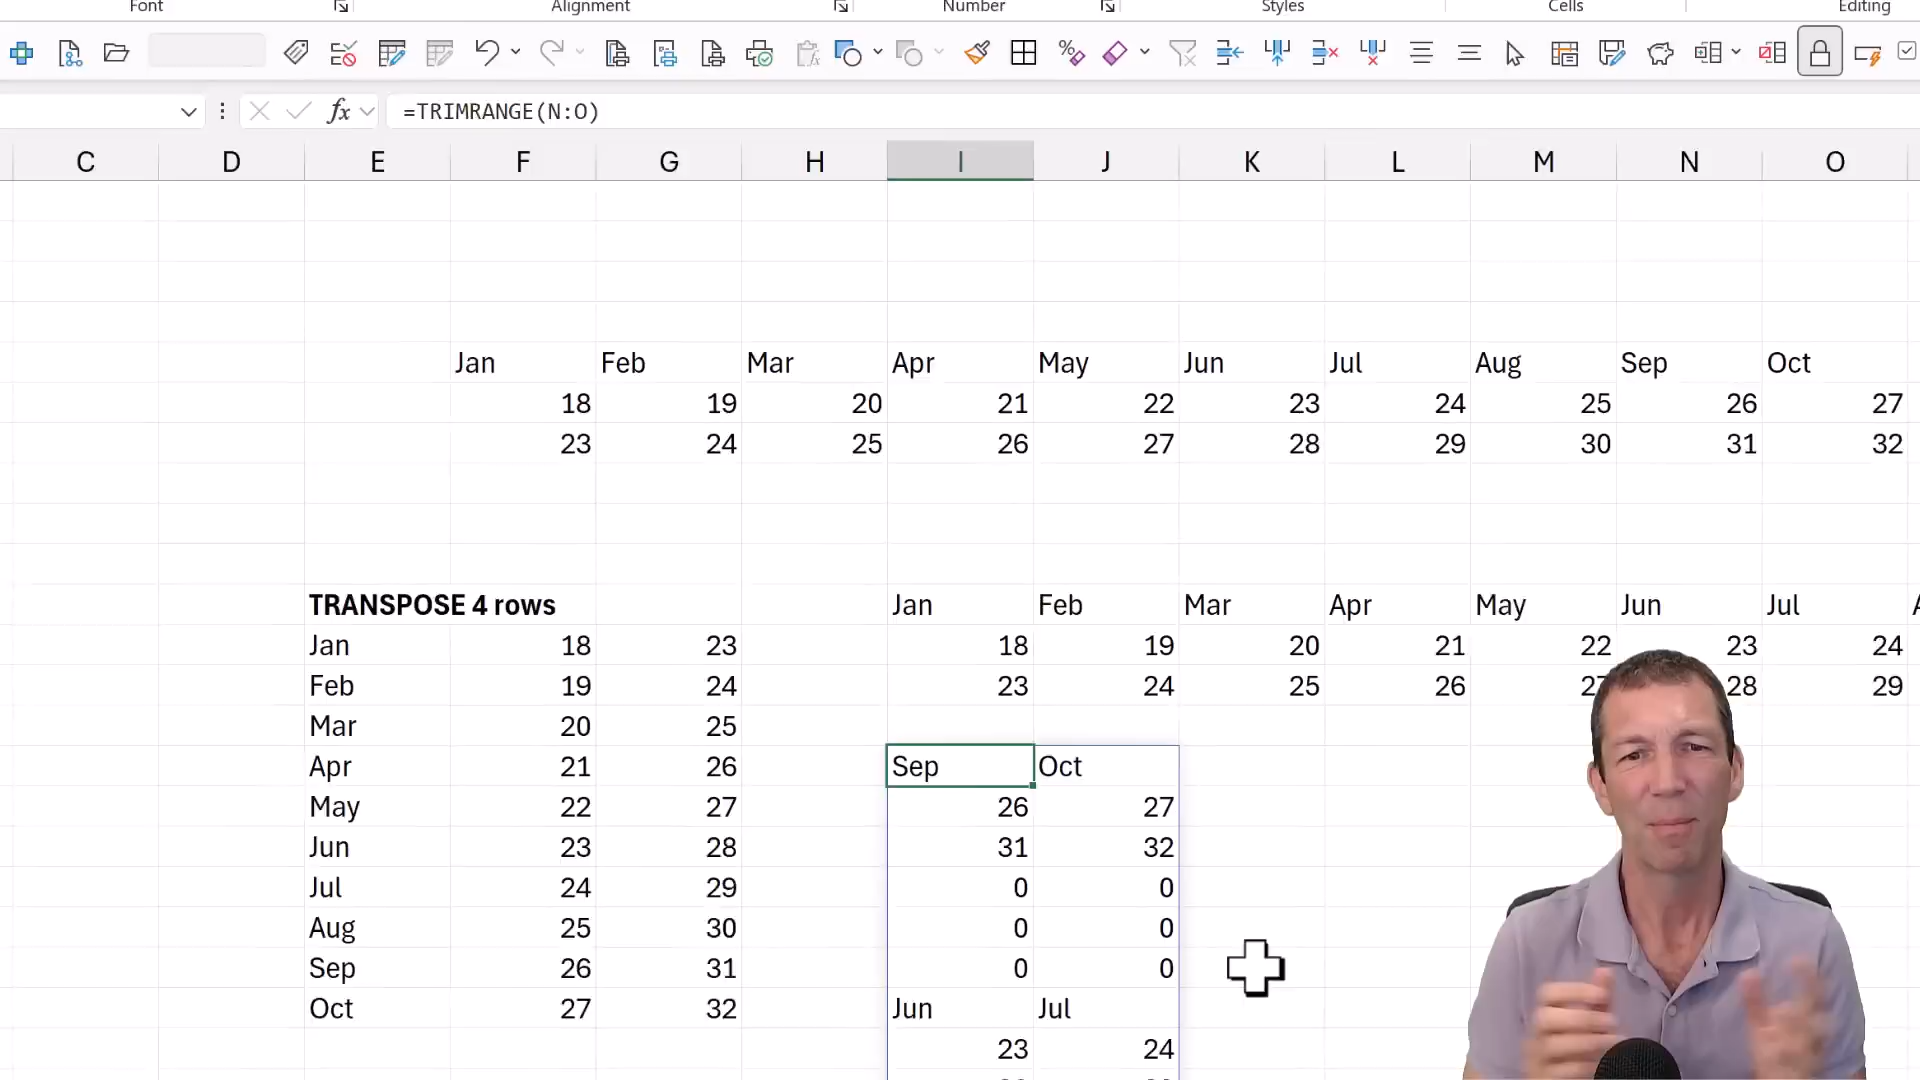 Font Alignment Number Styles Cells Editing
fx =TRIMRANGE(N:O)
C D E F G H I J K L M N O
Jan Feb Mar Apr May Jun Jul Aug Sep Oct
18 19 20 21 22 23 24 25 26 27
23 24 25 26 27 28 29 30 31 32
TRANSPOSE 4 rows Jan Feb Mar Apr May Jun Jul
Jan 18 23 18 19 20 21 22 23 24
Feb 19 24 23 24 25 26 27 28 29
Mar 20 25
Apr 21 26 Sep Oct
May 22 27 26 27
Jun 23 28 31 32
Jul 24 29 0 0
Aug 25 30 0 0
Sep 26 31 0 0
Oct 27 32 Jun Jul
23 24